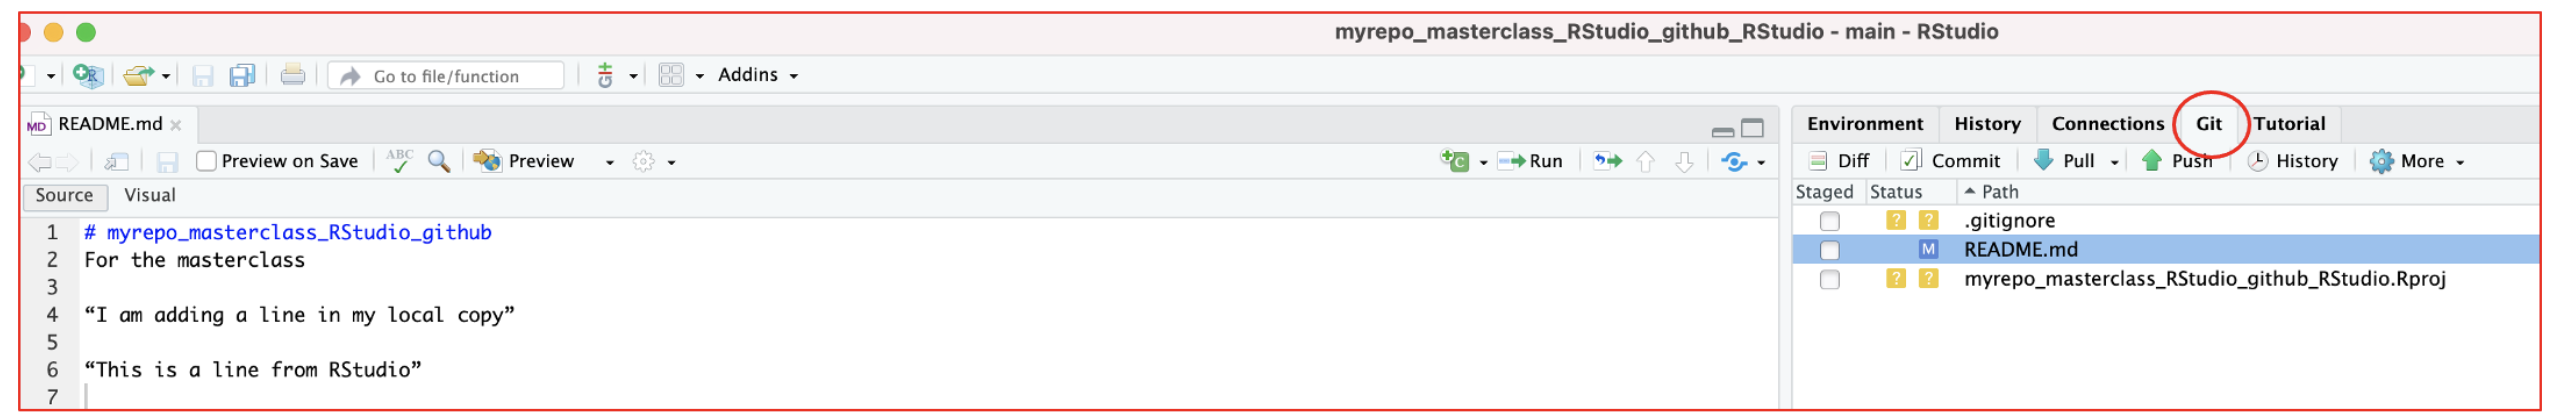 myrepo_masterclass_RStudio_github_RStudio - main - RStudio
Go to file/function
Addins
MD README.md
Preview on Save ABC Preview
C Run
Source Visual
1 # myrepo_masterclass_RStudio_github
2 For the masterclass
3
4 “I am adding a line in my local copy”
5
6 “This is a line from RStudio”
7
Environment History Connections Git Tutorial
Diff Commit Pull Push History More
Staged Status Path
? ? .gitignore
M README.md
? ? myrepo_masterclass_RStudio_github_RStudio.Rproj